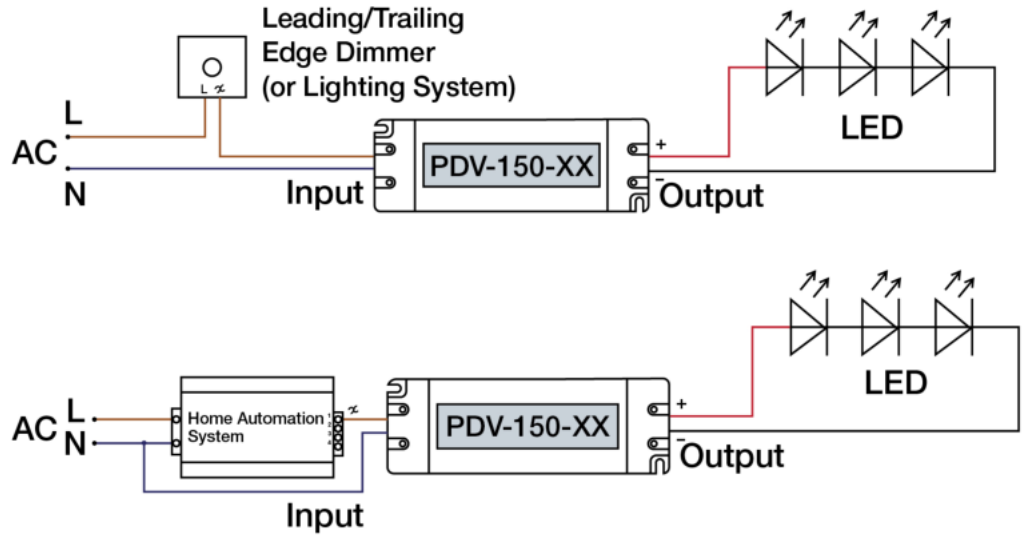 Leading/Trailing
Edge Dimmer
(or Lighting System)
L
L
AC
N
Input
PDV-150-XX
+
-
Output
LED
AC
L
N
Home Automation
System
1
2
3
4
Input
PDV-150-XX
+
-
Output
LED